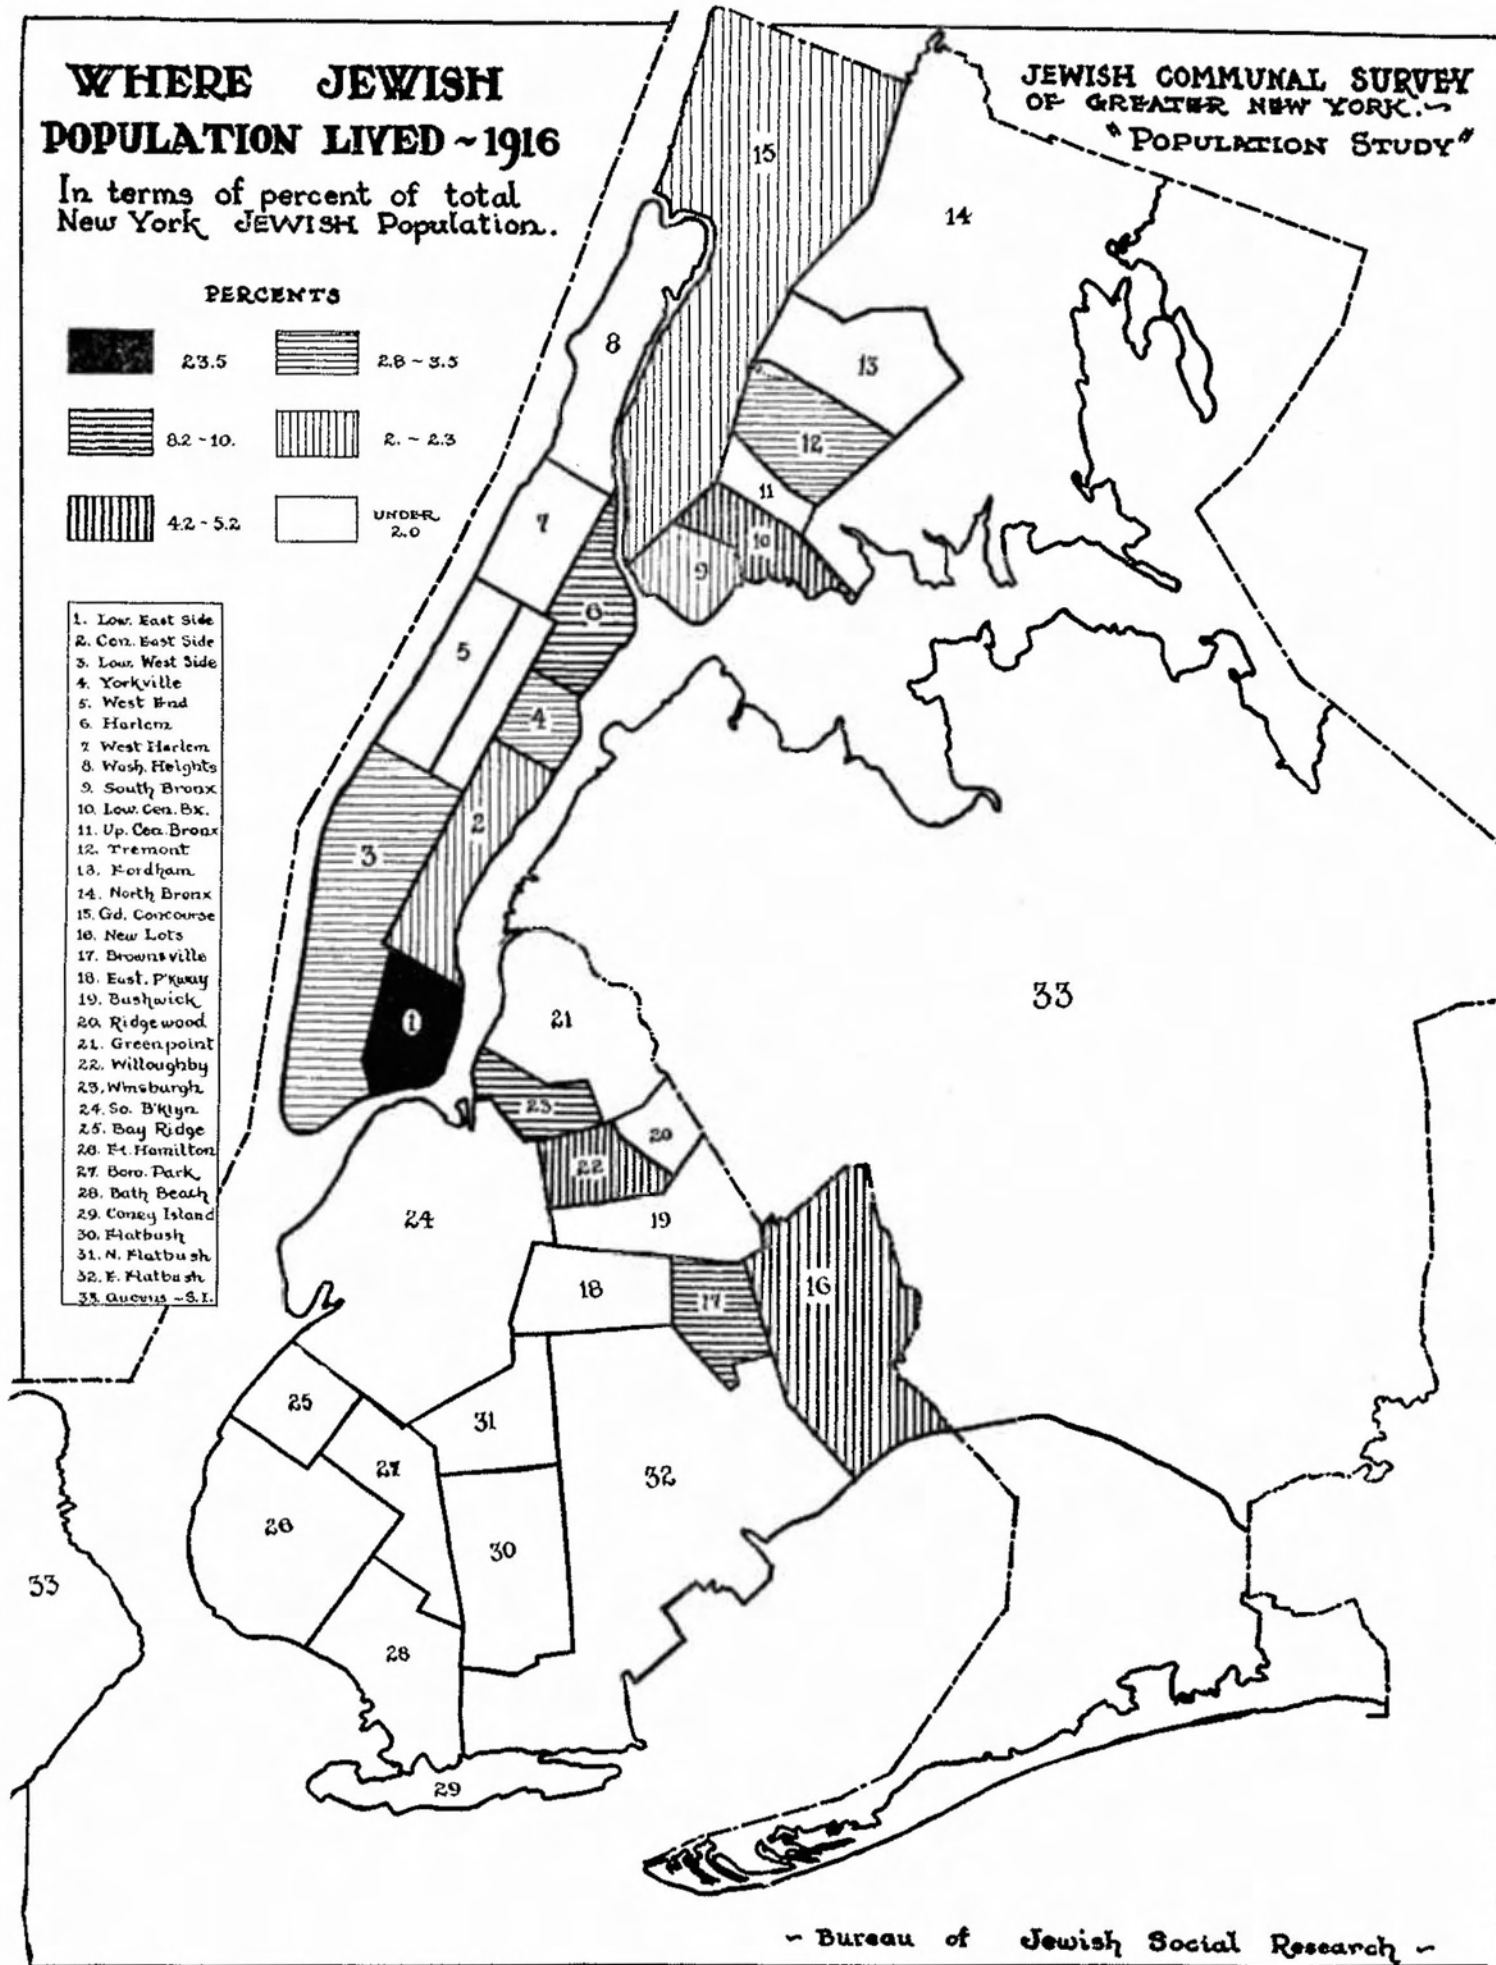 WHERE JEWISH
POPULATION LIVED ~ 1916
In terms of percent of total
New York JEWISH Population.
JEWISH COMMUNAL SURVEY
OF GREATER NEW YORK.~
"POPULATION STUDY"
PERCENTS
23.5
2.8 ~ 3.5
8.2 ~ 10.
2. ~ 2.3
4.2 ~ 5.2
UNDER
2.0
1. Low. East Side
2. Cen. East Side
3. Low. West Side
4. Yorkville
5. West End
6. Harlem
7. West Harlem
8. Wash. Heights
9. South Bronx
10. Low. Cen. Bx.
11. Up. Cen. Bronx
12. Tremont
13. Fordham
14. North Bronx
15. Gd. Concourse
16. New Lots
17. Brownsville
18. East. P'kway
19. Bushwick
20. Ridgewood
21. Greenpoint
22. Willoughby
23. Wmsburgh
24. So. B'klyn
25. Bay Ridge
26. Ft. Hamilton
27. Boro. Park
28. Bath Beach
29. Coney Island
30. Flatbush
31. N. Flatbush
32. E. Flatbush
33. Queens ~ S.I.
15
14
8
13
12
11
7
10
9
6
5
4
2
3
33
1
21
23
20
22
24
19
18
17
16
25
31
27
32
26
30
33
28
29
~ Bureau of Jewish Social Research ~